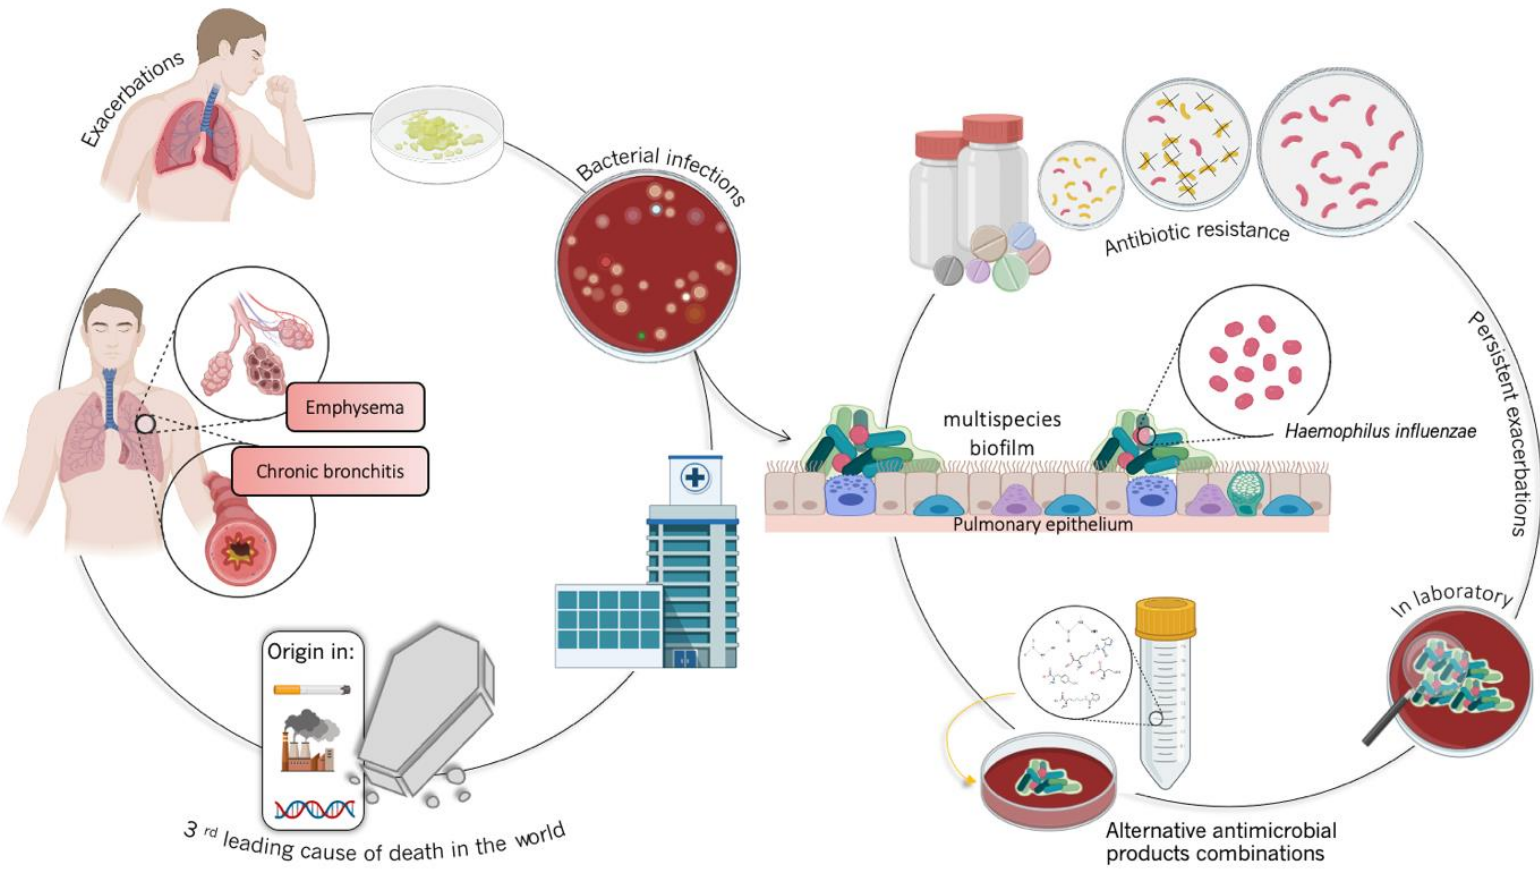 Exacerbations
Bacterial infections
Emphysema
Chronic bronchitis
Origin in:
3 rd leading cause of death in the world
Antibiotic resistance
Persistent exacerbations
multispecies
biofilm
Haemophilus influenzae
Pulmonary epithelium
In laboratory
Alternative antimicrobial
products combinations